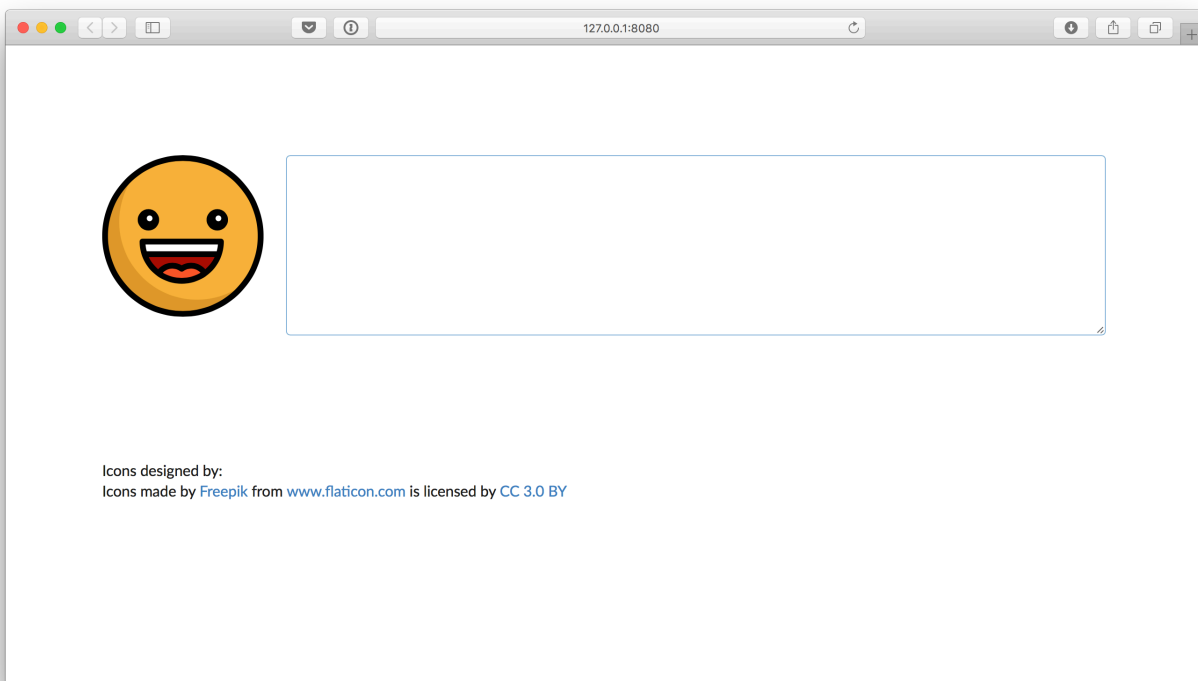 127.0.0.1:8080
Icons designed by:
Icons made by Freepik from www.flaticon.com is licensed by CC 3.0 BY